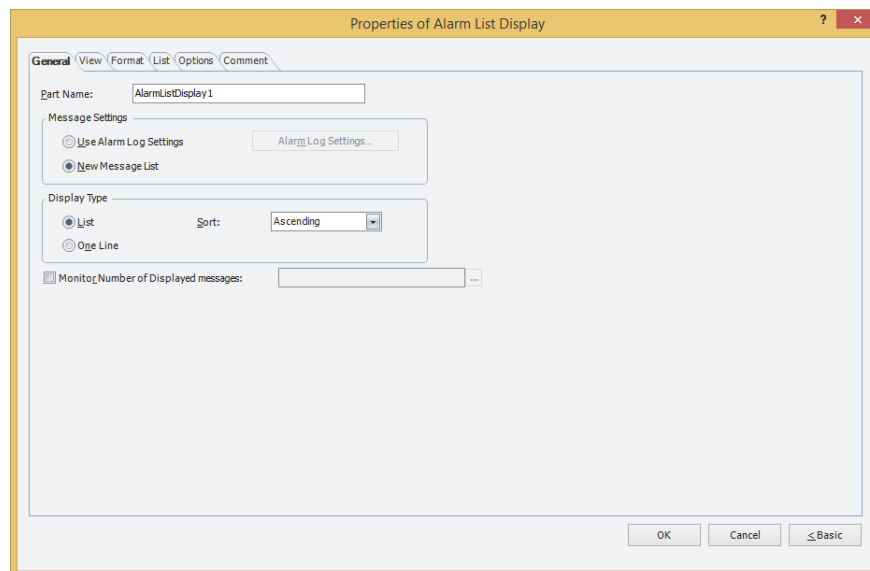 Properties of Alarm List Display
? ×
General View Format List Options Comment
Part Name: AlarmListDisplay1
Message Settings
Use Alarm Log Settings Alarm Log Settings...
New Message List
Display Type
List Sort: Ascending
One Line
Monitor Number of Displayed messages: ...
OK Cancel <Basic